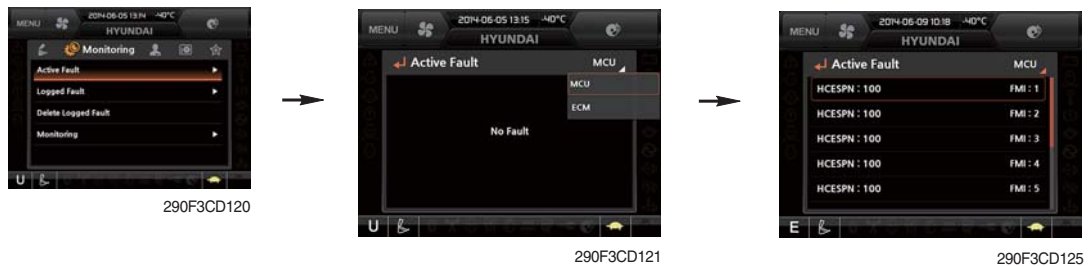 MENU 2014-06-05 13:14 -40°C
HYUNDAI
Monitoring
Active Fault
Logged Fault
Delete Logged Fault
Monitoring
U
290F3CD120
MENU 2014-06-05 13:15 -40°C
HYUNDAI
Active Fault MCU
MCU
ECM
No Fault
U
290F3CD121
MENU 2014-06-09 10:18 -40°C
HYUNDAI
Active Fault MCU
HCESPN : 100 FMI : 1
HCESPN : 100 FMI : 2
HCESPN : 100 FMI : 3
HCESPN : 100 FMI : 4
HCESPN : 100 FMI : 5
E
290F3CD125